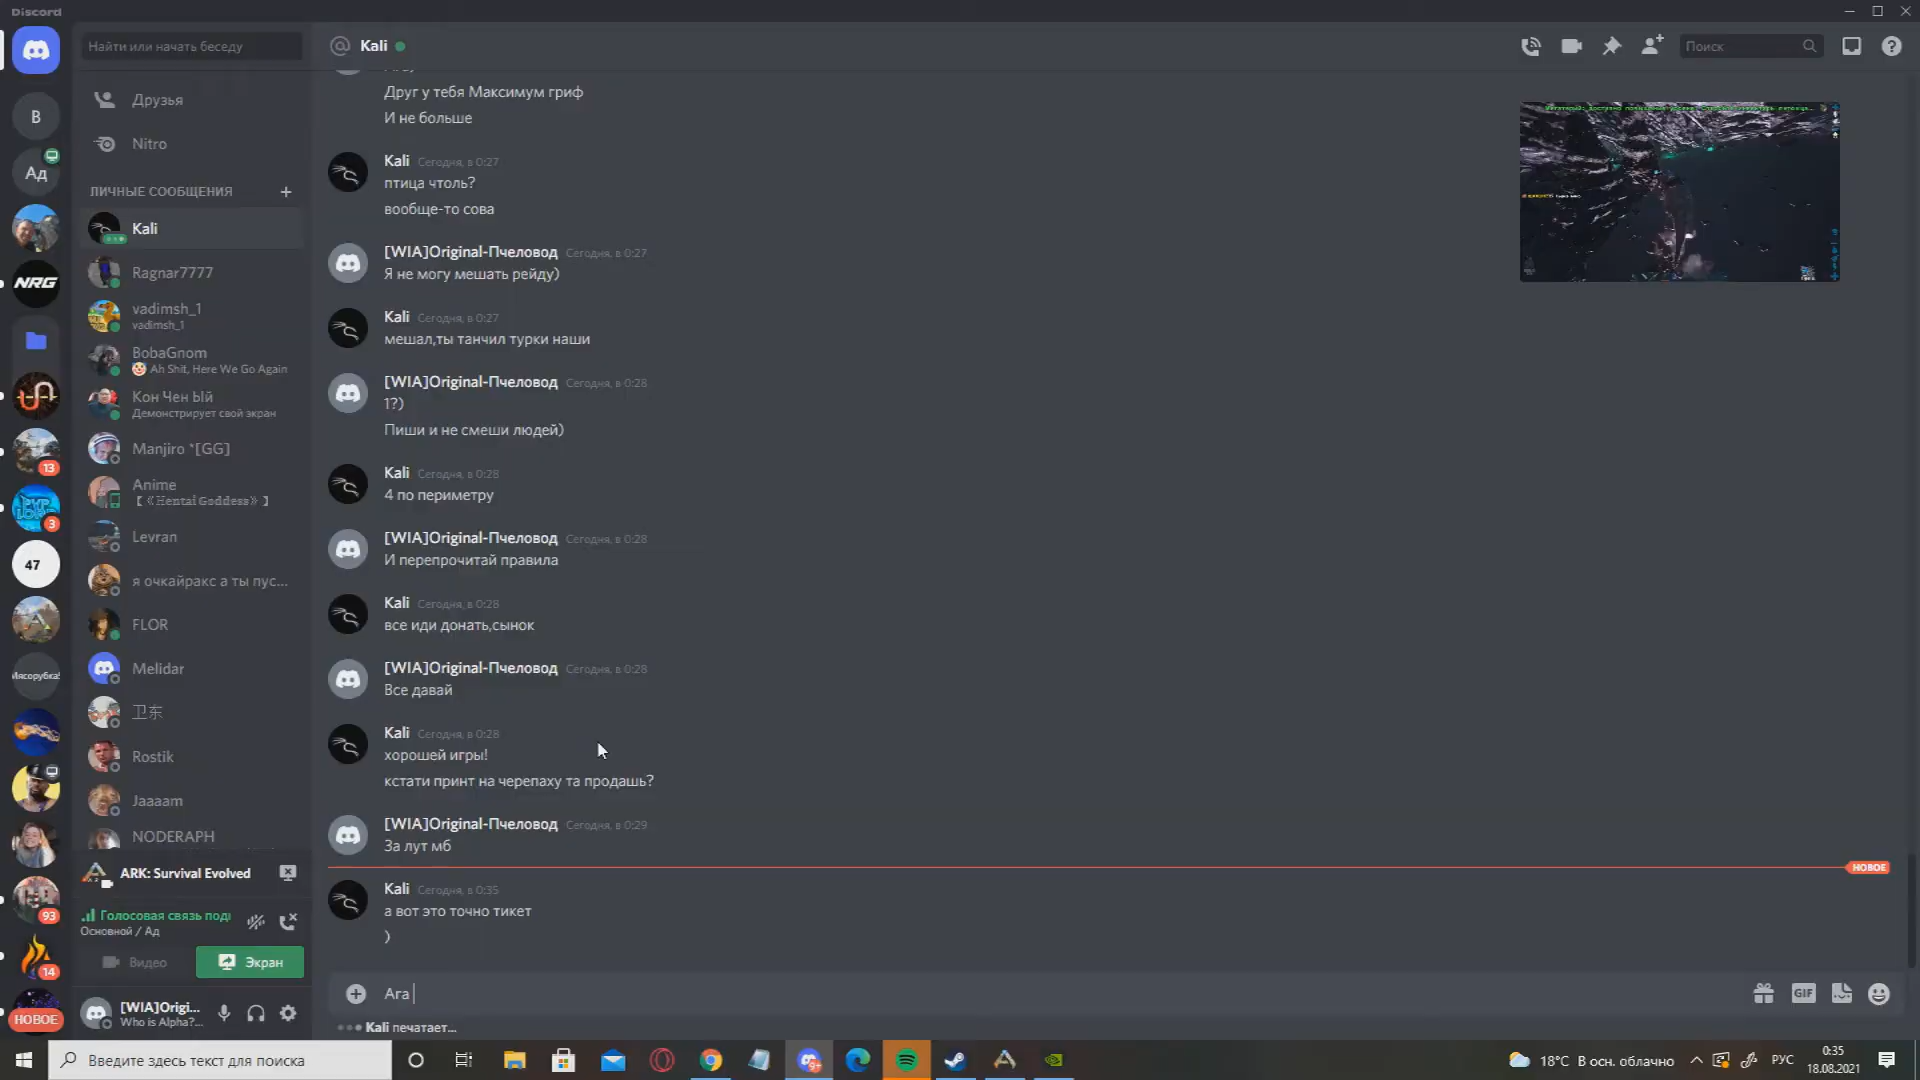 Discord
Найти или начать беседу
Kali
Поиск
В
Ад
NRG
13
3
47
Мясорубка!
93
14
НОВОЕ
Друзья
Nitro
ЛИЧНЫЕ СООБЩЕНИЯ
Kali
Ragnar7777
vadimsh_1
vadimsh_1
BobaGnom
Ah Shit, Here We Go Again
Кон Чен Ый
Демонстрирует свой экран
Manjiro *[GG]
Anime
【 《Hentai Goddess》 】
Levran
я очкайракс а ты пус...
FLOR
Melidar
卫东
Rostik
Jaaaam
NODERAPH
ARK: Survival Evolved
Голосовая связь подк
Основной / Ад
Видео
Экран
[WIA]Origi...
Who is Alpha?...
Друг у тебя Максимум гриф
И не больше
Kali Сегодня, в 0:27
птица чтоль?
вообще-то сова
[WIA]Original-Пчеловод Сегодня, в 0:27
Я не могу мешать рейду)
Kali Сегодня, в 0:27
мешал,ты танчил турки наши
[WIA]Original-Пчеловод Сегодня, в 0:28
1?)
Пиши и не смеши людей)
Kali Сегодня, в 0:28
4 по периметру
[WIA]Original-Пчеловод Сегодня, в 0:28
И перепрочитай правила
Kali Сегодня, в 0:28
все иди донать,сынок
[WIA]Original-Пчеловод Сегодня, в 0:28
Все давай
Kali Сегодня, в 0:28
хорошей игры!
кстати принт на черепаху та продашь?
[WIA]Original-Пчеловод Сегодня, в 0:29
За лут мб
НОВОЕ
Kali Сегодня, в 0:35
а вот это точно тикет
)
Ага
GIF
Kali печатает...
Введите здесь текст для поиска
9+
18°C В осн. облачно
РУС
0:35
18.08.2021